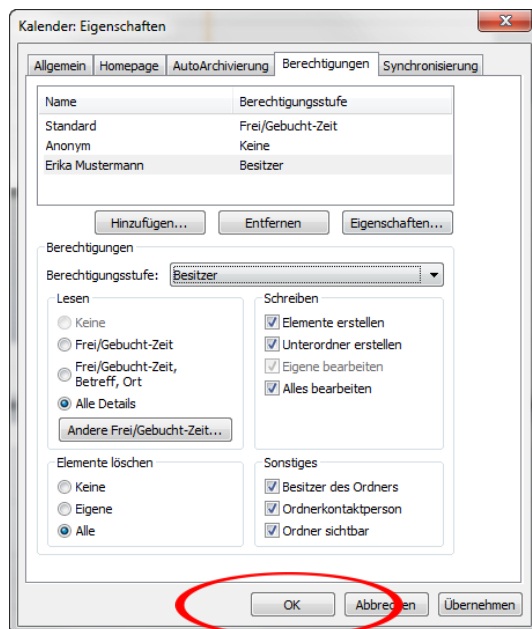 Kalender: Eigenschaften
Allgemein Homepage AutoArchivierung Berechtigungen Synchronisierung
Name Berechtigungsstufe
Standard Frei/Gebucht-Zeit
Anonym Keine
Erika Mustermann Besitzer
Hinzufügen... Entfernen Eigenschaften...
Berechtigungen
Berechtigungsstufe: Besitzer
Lesen
Keine
Frei/Gebucht-Zeit
Frei/Gebucht-Zeit,
Betreff, Ort
Alle Details
Andere Frei/Gebucht-Zeit...
Schreiben
Elemente erstellen
Unterordner erstellen
Eigene bearbeiten
Alles bearbeiten
Elemente löschen
Keine
Eigene
Alle
Sonstiges
Besitzer des Ordners
Ordnerkontaktperson
Ordner sichtbar
OK Abbrechen Übernehmen